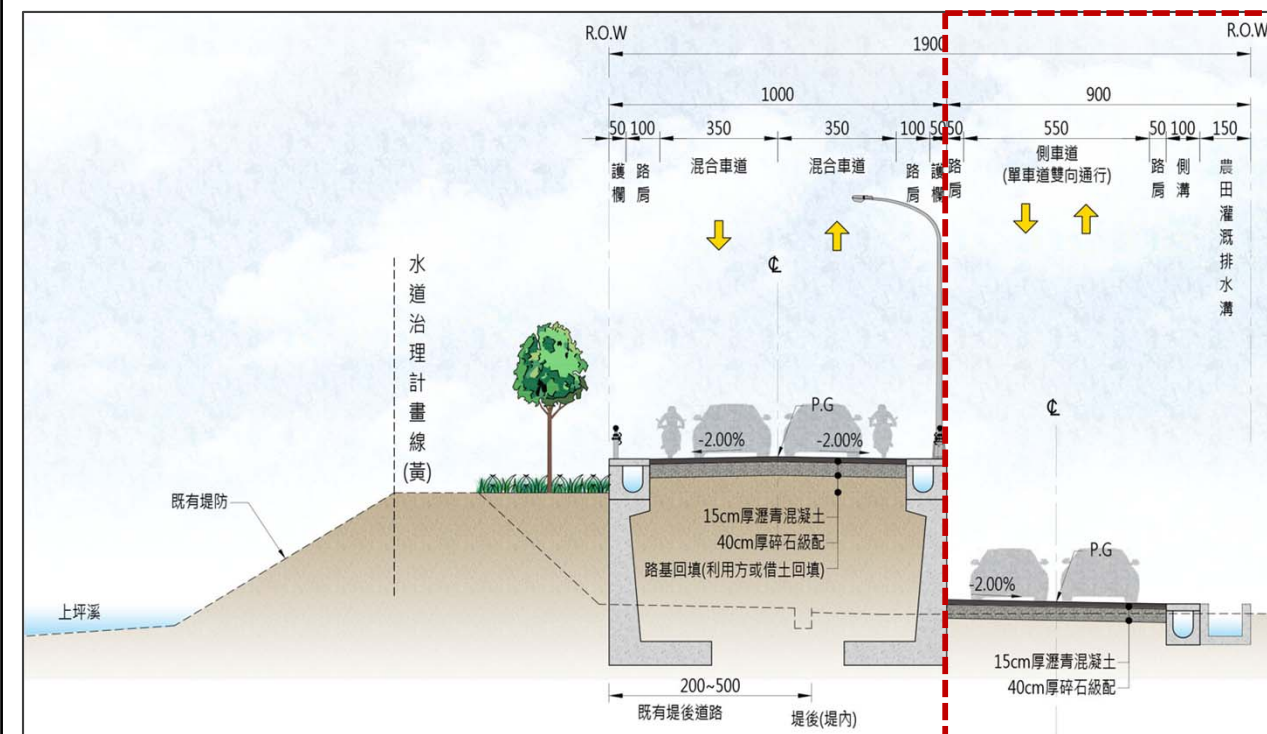 R.O.W
R.O.W
1900
1000
900
50
100
350
350
100
50
50
550
50
100
150
護欄
路肩
混合車道
混合車道
路肩
護欄
路肩
側車道
(單車道雙向通行)
路肩
側溝
農田灌溉排水溝
水道治理計畫線(黃)
℄
℄
P.G
-2.00%
-2.00%
既有堤防
15cm厚瀝青混凝土
40cm厚碎石級配
路基回填(利用方或借土回填)
P.G
-2.00%
上坪溪
15cm厚瀝青混凝土
40cm厚碎石級配
200~500
既有堤後道路
堤後(堤內)